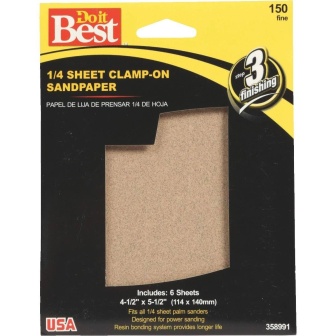 Do it
Best
150
fine
1/4 SHEET CLAMP-ON
SANDPAPER
PAPEL DE LIJA DE PRENSAR 1/4 DE HOJA
step
3
finishing
Includes: 6 Sheets
4-1/2" x 5-1/2" (114 x 140mm)
Fits all 1/4 sheet palm sanders
Designed for power sanding
Resin bonding system provides longer life
USA
358991